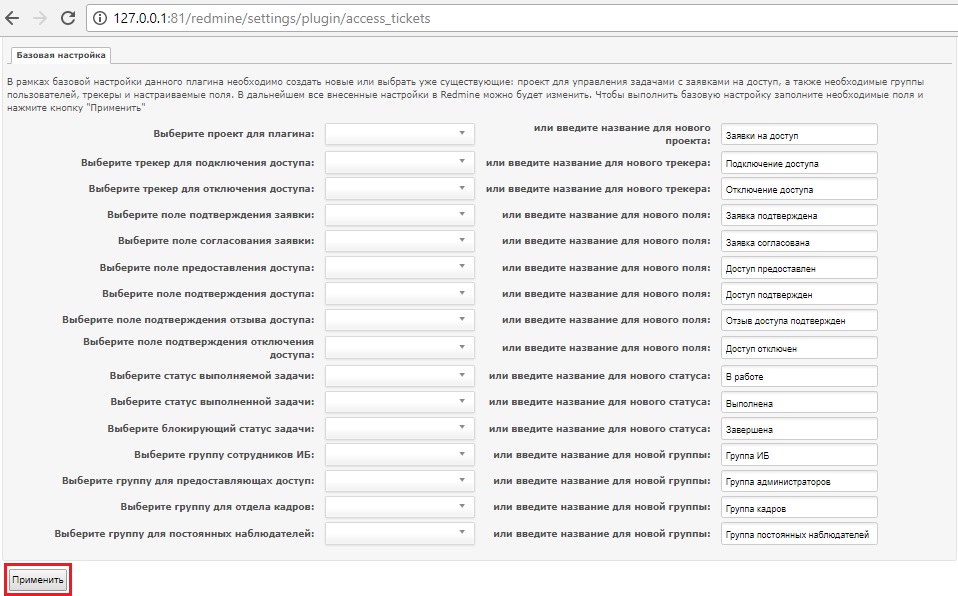 127.0.0.1:81/redmine/settings/plugin/access_tickets
Базовая настройка
В рамках базовой настройки данного плагина необходимо создать новые или выбрать уже существующие: проект для управления задачами с заявками на доступ, а также необходимые группы
пользователей, трекеры и настраиваемые поля. В дальнейшем все внесенные настройки в Redmine можно будет изменить. Чтобы выполнить базовую настройку заполните необходимые поля и
нажмите кнопку "Применить"
Выберите проект для плагина: или введите название для нового
проекта: Заявки на доступ
Выберите трекер для подключения доступа: или введите название для нового трекера: Подключение доступа
Выберите трекер для отключения доступа: или введите название для нового трекера: Отключение доступа
Выберите поле подтверждения заявки: или введите название для нового поля: Заявка подтверждена
Выберите поле согласования заявки: или введите название для нового поля: Заявка согласована
Выберите поле предоставления доступа: или введите название для нового поля: Доступ предоставлен
Выберите поле подтверждения доступа: или введите название для нового поля: Доступ подтвержден
Выберите поле подтверждения отзыва доступа: или введите название для нового поля: Отзыв доступа подтвержден
Выберите поле подтверждения отключения
доступа: или введите название для нового поля: Доступ отключен
Выберите статус выполняемой задачи: или введите название для нового статуса: В работе
Выберите статус выполненной задачи: или введите название для нового статуса: Выполнена
Выберите блокирующий статус задачи: или введите название для нового статуса: Завершена
Выберите группу сотрудников ИБ: или введите название для новой группы: Группа ИБ
Выберите группу для предоставляющах доступ: или введите название для новой группы: Группа администраторов
Выберите группу для отдела кадров: или введите название для новой группы: Группа кадров
Выберите группу для постоянных наблюдателей: или введите название для новой группы: Группа постоянных наблюдателей
Применить